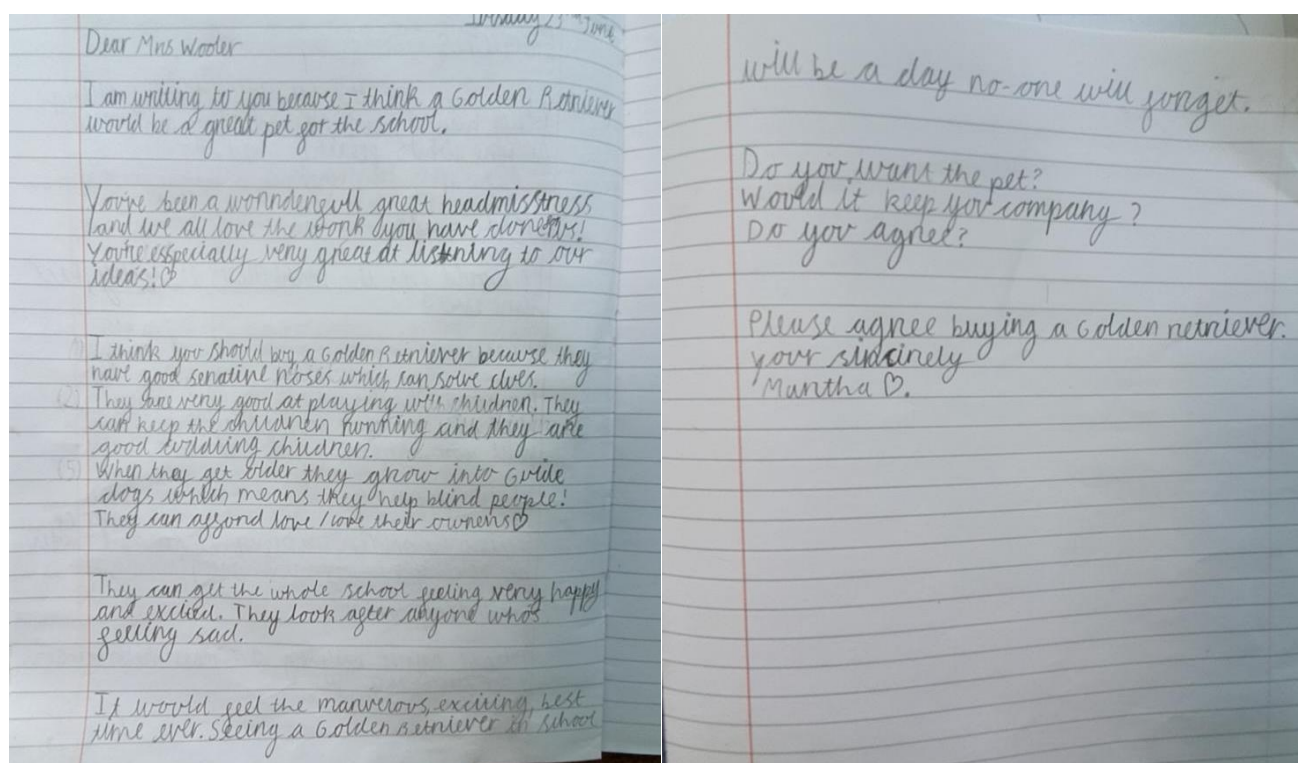 Tuesday 23rd June
Dear Mrs Wooler
I am writing to you because I think a Golden Retriever
would be a great pet got the school.
You've been a wonndengull great headmisstress
and we all love the work you have done
You're esspecially very great at listning to our
ideas!♡
I think you should buy a Golden Retriever because they
have good senative noses which can solve clues.
(2) They are very good at playing with children. They
can keep the children running and they are
good children.
When they get older they grow into Guide
dogs which means they help blind people!
They can afford love / love their owners♡
They can get the whole school feeling very happy
and excited. They look after anyone who's
feeling sad.
It would feel the marverous, exciting, best
time ever. Seeing a Golden Retriever in school
will be a day no-one will forget.
Do you want the pet?
Would it keep you company?
Do you agree?
Please agree buying a Golden retriever.
your sincinely
Martha ♡.